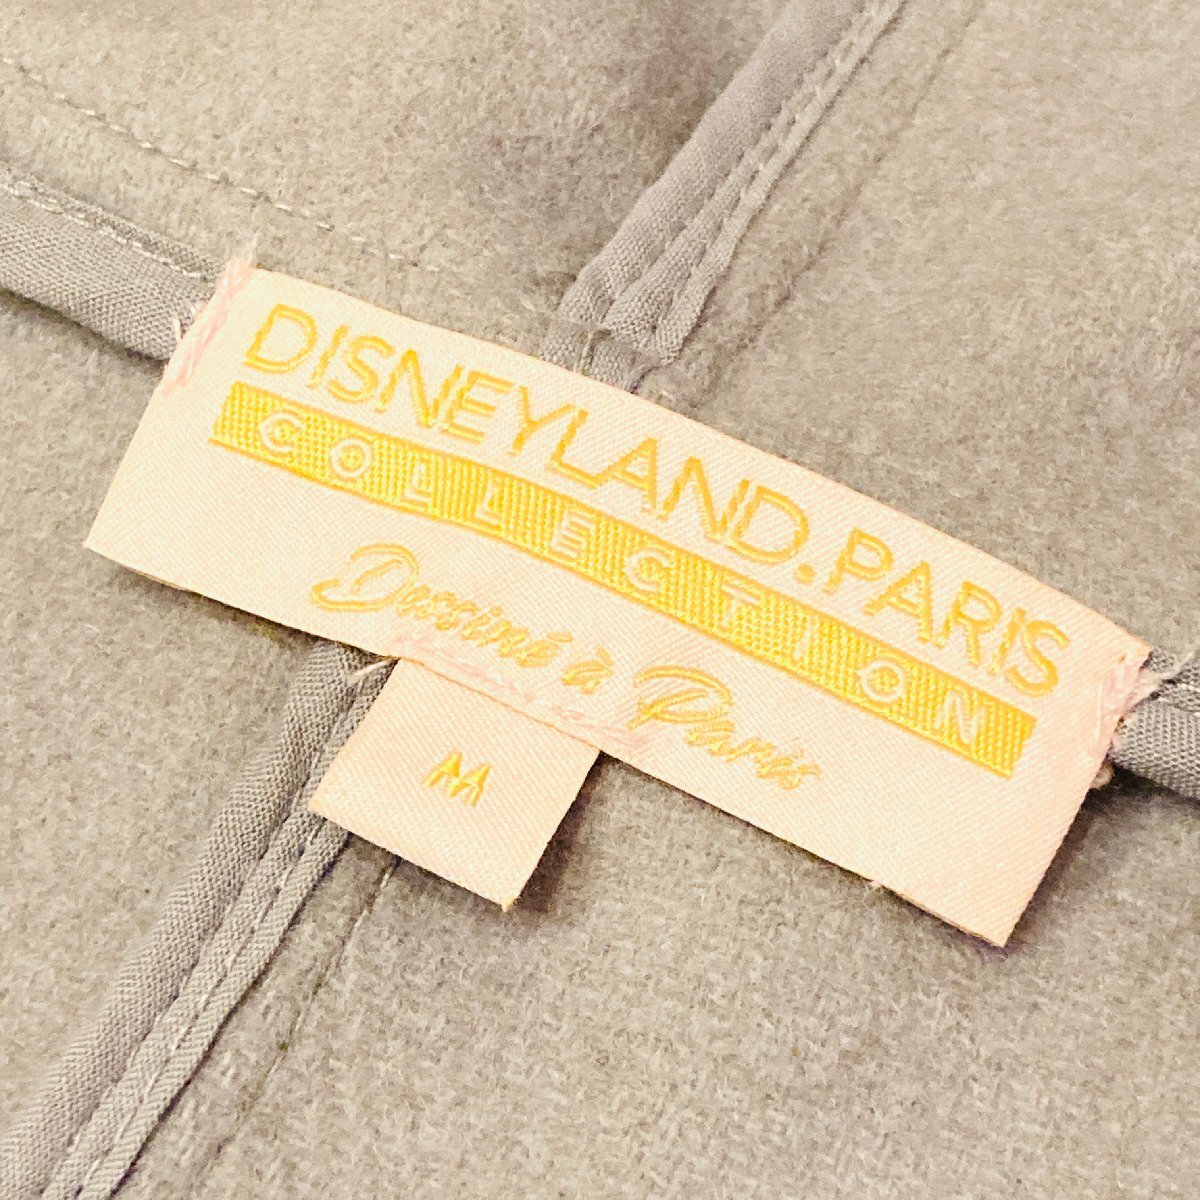 DISNEYLAND.PARIS
COLLECTION
Dessiné à Paris
M